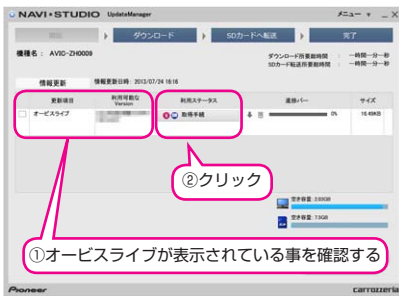 NAVI•STUDIO UpdateManager メニュー ▼ _ X
開始 ダウンロード SDカードへ転送 完了
機種名 : AVIC-ZH0009
ダウンロード所要時間 : --時間--分--秒
SDカード転送所要時間 : --時間--分--秒
情報更新 情報更新日時 : 2013/07/24 16:16
更新項目 利用可能な Version 利用ステータス 進捗バー サイズ
オービスライブ 取得手続 0% 16.49KB
②クリック
空き容量 2.03GB
空き容量 7.3GB
①オービスライブが表示されている事を確認する
Pioneer carrozzeria